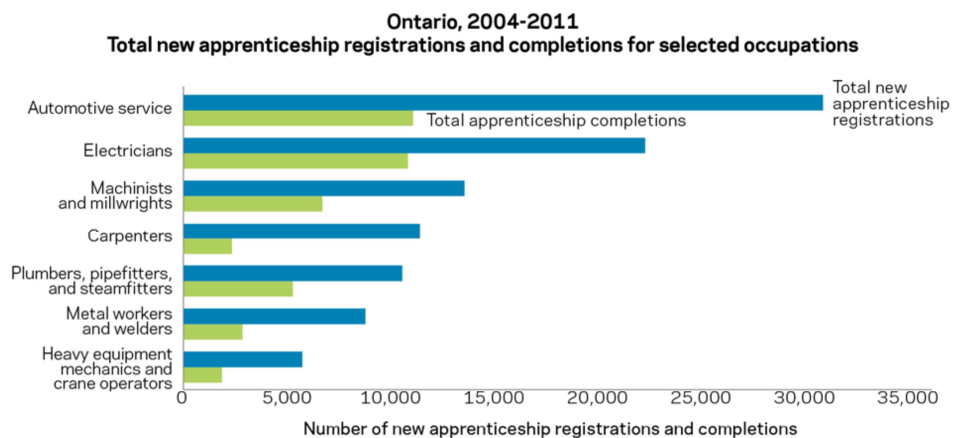 Ontario, 2004-2011
Total new apprenticeship registrations and completions for selected occupations
Total new
apprenticeship
registrations
Automotive service
Total apprenticeship completions
Electricians
Machinists
and millwrights
Carpenters
Plumbers, pipefitters,
and steamfitters
Metal workers
and welders
Heavy equipment
mechanics and
crane operators
0 5,000 10,000 15,000 20,000 25,000 30,000 35,000
Number of new apprenticeship registrations and completions